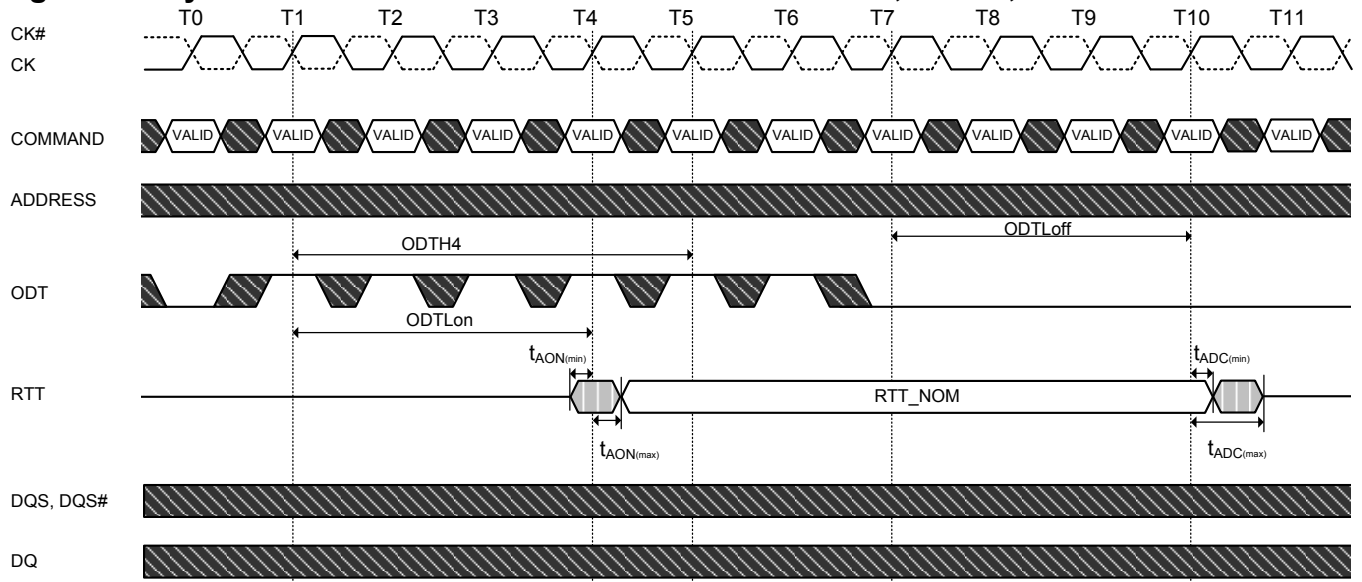 T0 T1 T2 T3 T4 T5 T6 T7 T8 T9 T10 T11
CK#
CK
COMMAND VALID VALID VALID VALID VALID VALID VALID VALID VALID VALID VALID VALID
ADDRESS
ODTLoff
ODTH4
ODT
ODTLon
tAON(min) tADC(min)
RTT RTT_NOM
tAON(max) tADC(max)
DQS, DQS#
DQ